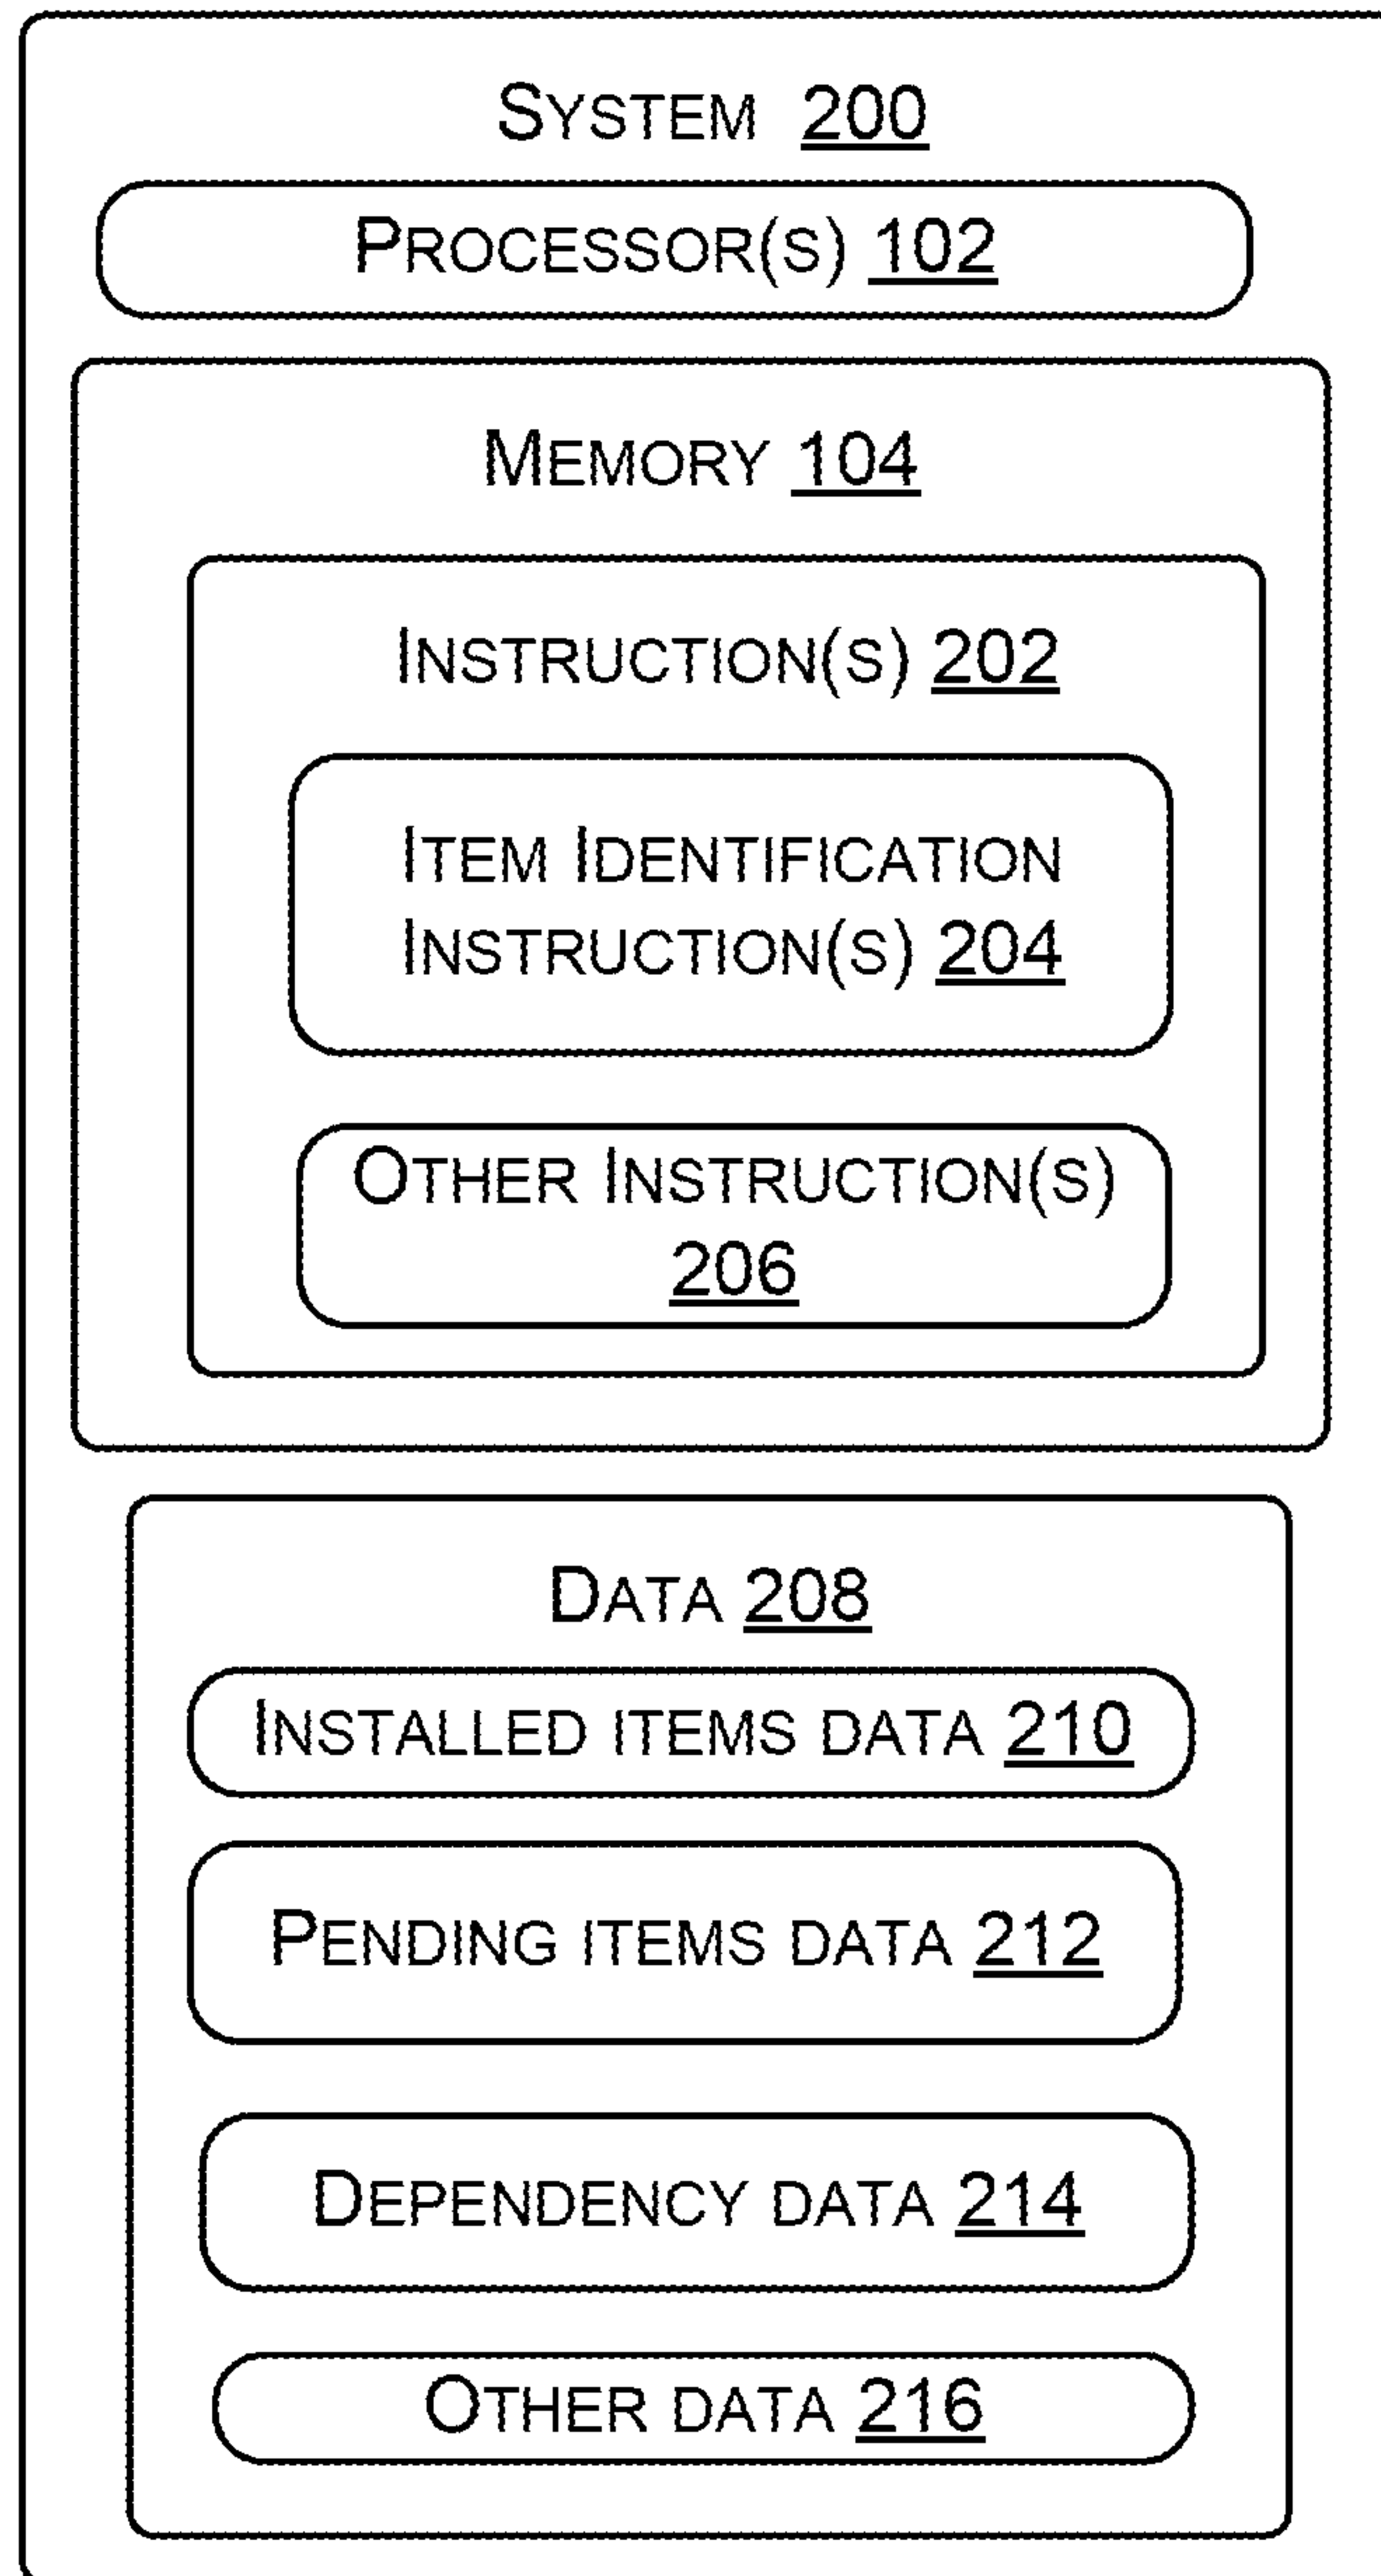 SYSTEM 200
PROCESSOR(S) 102
MEMORY 104
INSTRUCTION(S) 202
ITEM IDENTIFICATION
INSTRUCTION(S) 204
OTHER INSTRUCTION(S)
206
DATA 208
INSTALLED ITEMS DATA 210
PENDING ITEMS DATA 212
DEPENDENCY DATA 214
OTHER DATA 216